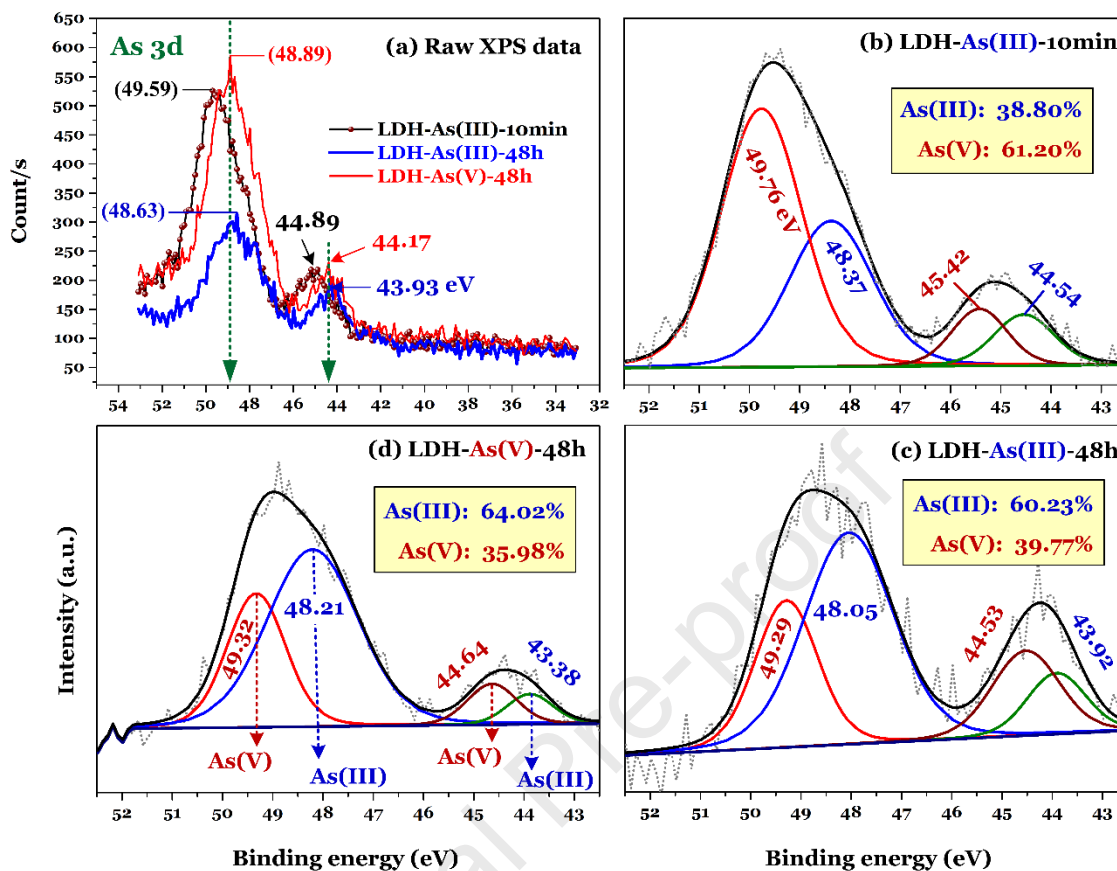 As 3d
(a) Raw XPS data
(48.89)
(49.59)
(48.63)
LDH-As(III)-10min
LDH-As(III)-48h
LDH-As(V)-48h
44.89
44.17
43.93 eV
Count/s
650
600
550
500
450
400
350
300
250
200
150
100
50
54 52 50 48 46 44 42 40 38 36 34 32
(b) LDH-As(III)-10min
As(III): 38.80%
As(V): 61.20%
49.76 eV
48.37
45.42
44.54
52 51 50 49 48 47 46 45 44 43
(d) LDH-As(V)-48h
As(III): 64.02%
As(V): 35.98%
49.32
48.21
44.64
43.38
As(V)
As(III)
As(V)
As(III)
Intensity (a.u.)
52 51 50 49 48 47 46 45 44 43
Binding energy (eV)
(c) LDH-As(III)-48h
As(III): 60.23%
As(V): 39.77%
49.29
48.05
44.53
43.92
52 51 50 49 48 47 46 45 44 43
Binding energy (eV)
al Pre-proof